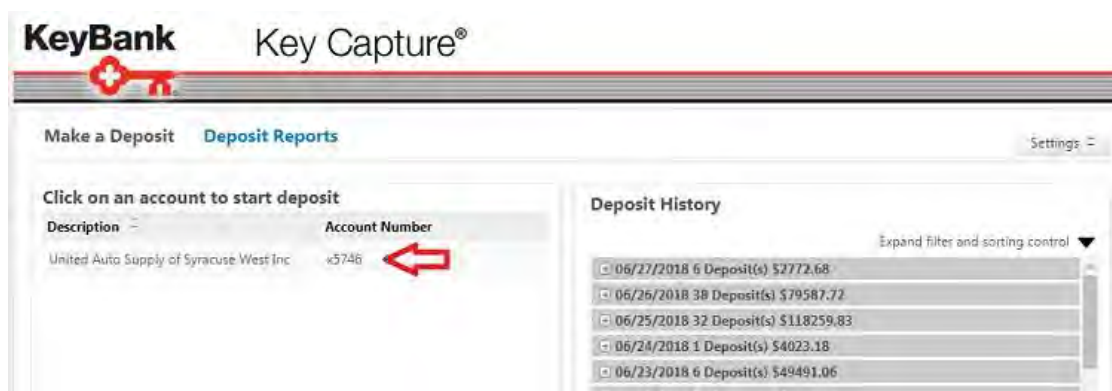 KeyBank Key Capture®
Make a Deposit Deposit Reports
Settings
Click on an account to start deposit
Description Account Number
United Auto Supply of Syracuse West Inc x5746
Deposit History
Expand filter and sorting control
06/27/2018 6 Deposit(s) $2772.68
06/26/2018 38 Deposit(s) $79587.72
06/25/2018 32 Deposit(s) $118259.83
06/24/2018 1 Deposit(s) $4023.18
06/23/2018 6 Deposit(s) $49491.06